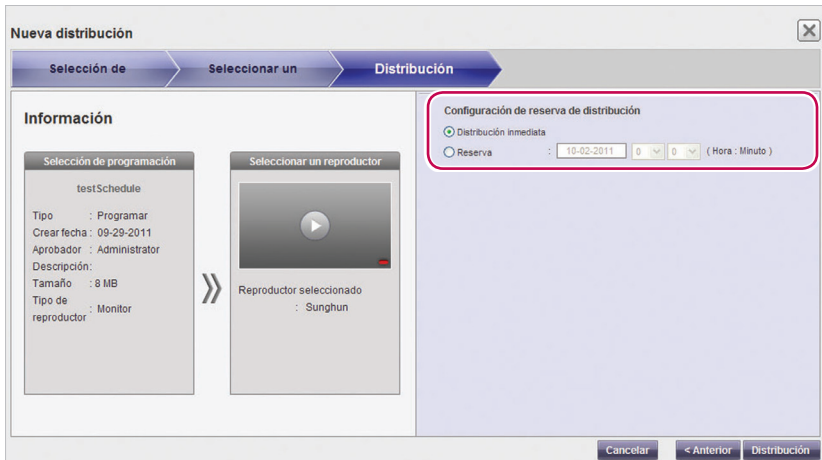 Nueva distribución
Selección de
Seleccionar un
Distribución
Información
Selección de programación
testSchedule
Tipo : Programar
Crear fecha : 09-29-2011
Aprobador : Administrator
Descripción:
Tamaño : 8 MB
Tipo de
reproductor : Monitor
Seleccionar un reproductor
Reproductor seleccionado
: Sunghun
Configuración de reserva de distribución
Distribución inmediata
Reserva : 10-02-2011 0 0 ( Hora : Minuto )
Cancelar
< Anterior
Distribución